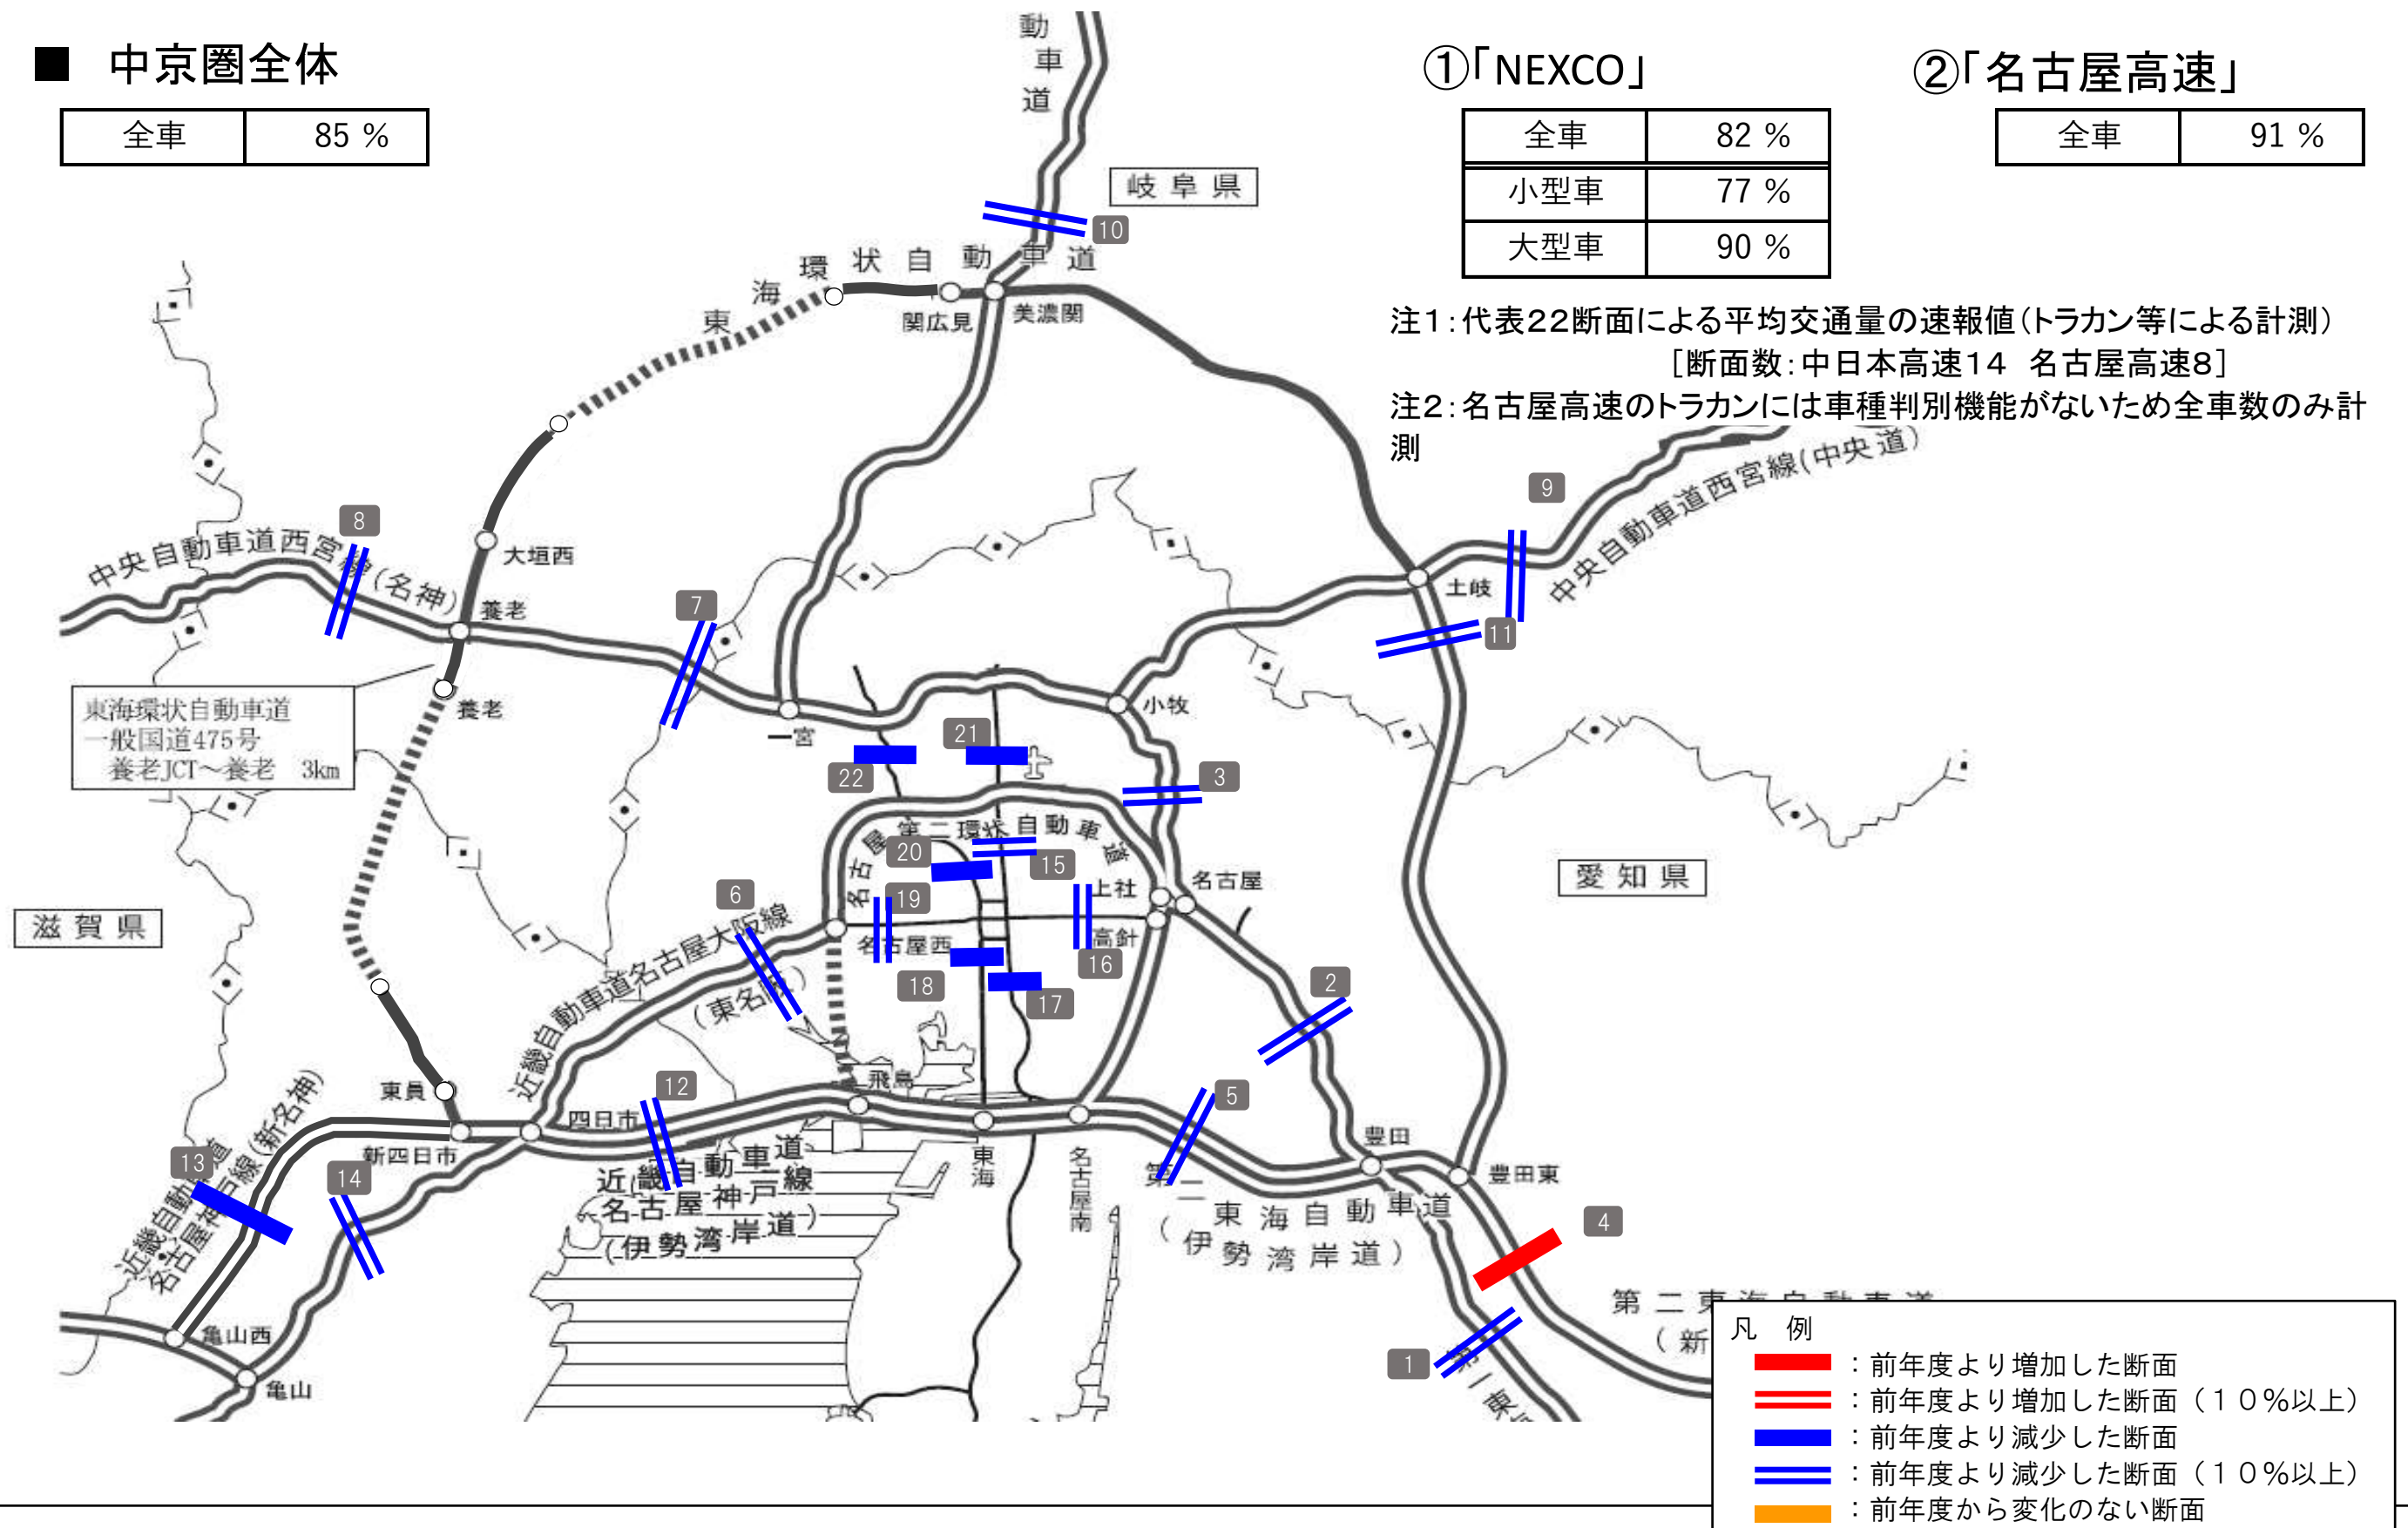 ■ 中京圏全体
全車 85 %
①「NEXCO」
全車 82 %
小型車 77 %
大型車 90 %
②「名古屋高速」
全車 91 %
注1：代表22断面による平均交通量の速報値（トラカン等による計測）
［断面数：中日本高速14 名古屋高速8］
注2：名古屋高速のトラカンには車種判別機能がないため全車数のみ計
測
動車道
岐阜県
10
東海環状自動車道
関広見
美濃関
9
中央自動車道西宮線（中央道）
8
中央自動車道西宮線（名神）
大垣西
養老
7
土岐
11
養老
東海環状自動車道
一般国道475号
養老JCT～養老 3km
一宮
小牧
21
22
3
名古屋第二環状自動車道
20
15
愛知県
上社
名古屋
19
6
滋賀県
名古屋西
高針
16
18
17
2
近畿自動車道名古屋大阪線
（東名阪）
飛島
東員
12
四日市
5
新四日市
豊田
豊田東
13
14
近畿自動車道
名古屋神戸線（新名神）
近畿自動車道
名古屋神戸線
（伊勢湾岸道）
東海
名古屋南
第二東海自動車道
（伊勢湾岸道）
4
亀山西
亀山
1
第一東
第二東海自動車道
（新
凡 例
：前年度より増加した断面
：前年度より増加した断面（１０％以上）
：前年度より減少した断面
：前年度より減少した断面（１０％以上）
：前年度から変化のない断面